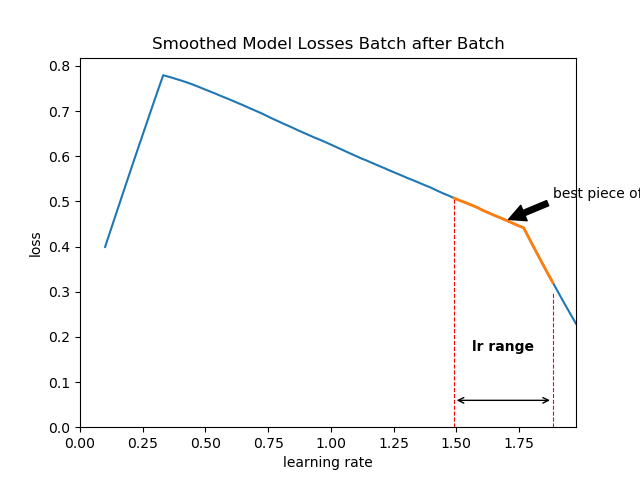 Smoothed Model Losses Batch after Batch
0.8
0.7
0.6
0.5
0.4
0.3
0.2
0.1
0.0
loss
best piece of
lr range
0.00 0.25 0.50 0.75 1.00 1.25 1.50 1.75
learning rate